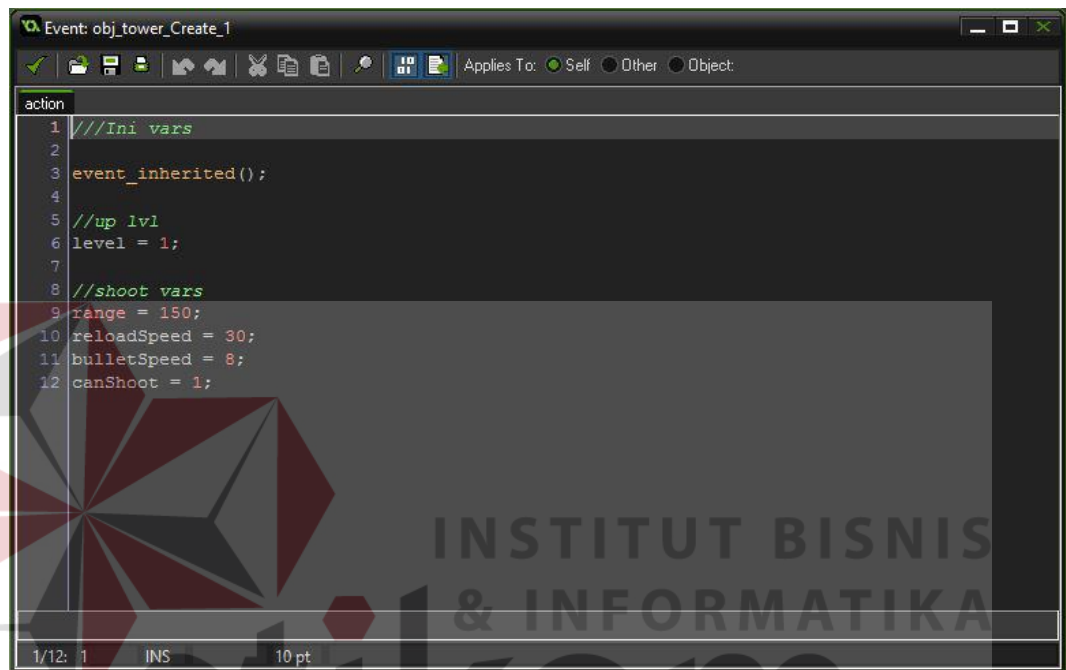 Event: obj_tower_Create_1
Applies To: Self Other Object:
action
1 ///Ini vars
2
3 event_inherited();
4
5 //up lvl
6 level = 1;
7
8 //shoot vars
9 range = 150;
10 reloadSpeed = 30;
11 bulletSpeed = 8;
12 canShoot = 1;
INSTITUT BISNIS
& INFORMATIKA
1/12: 1 INS 10 pt